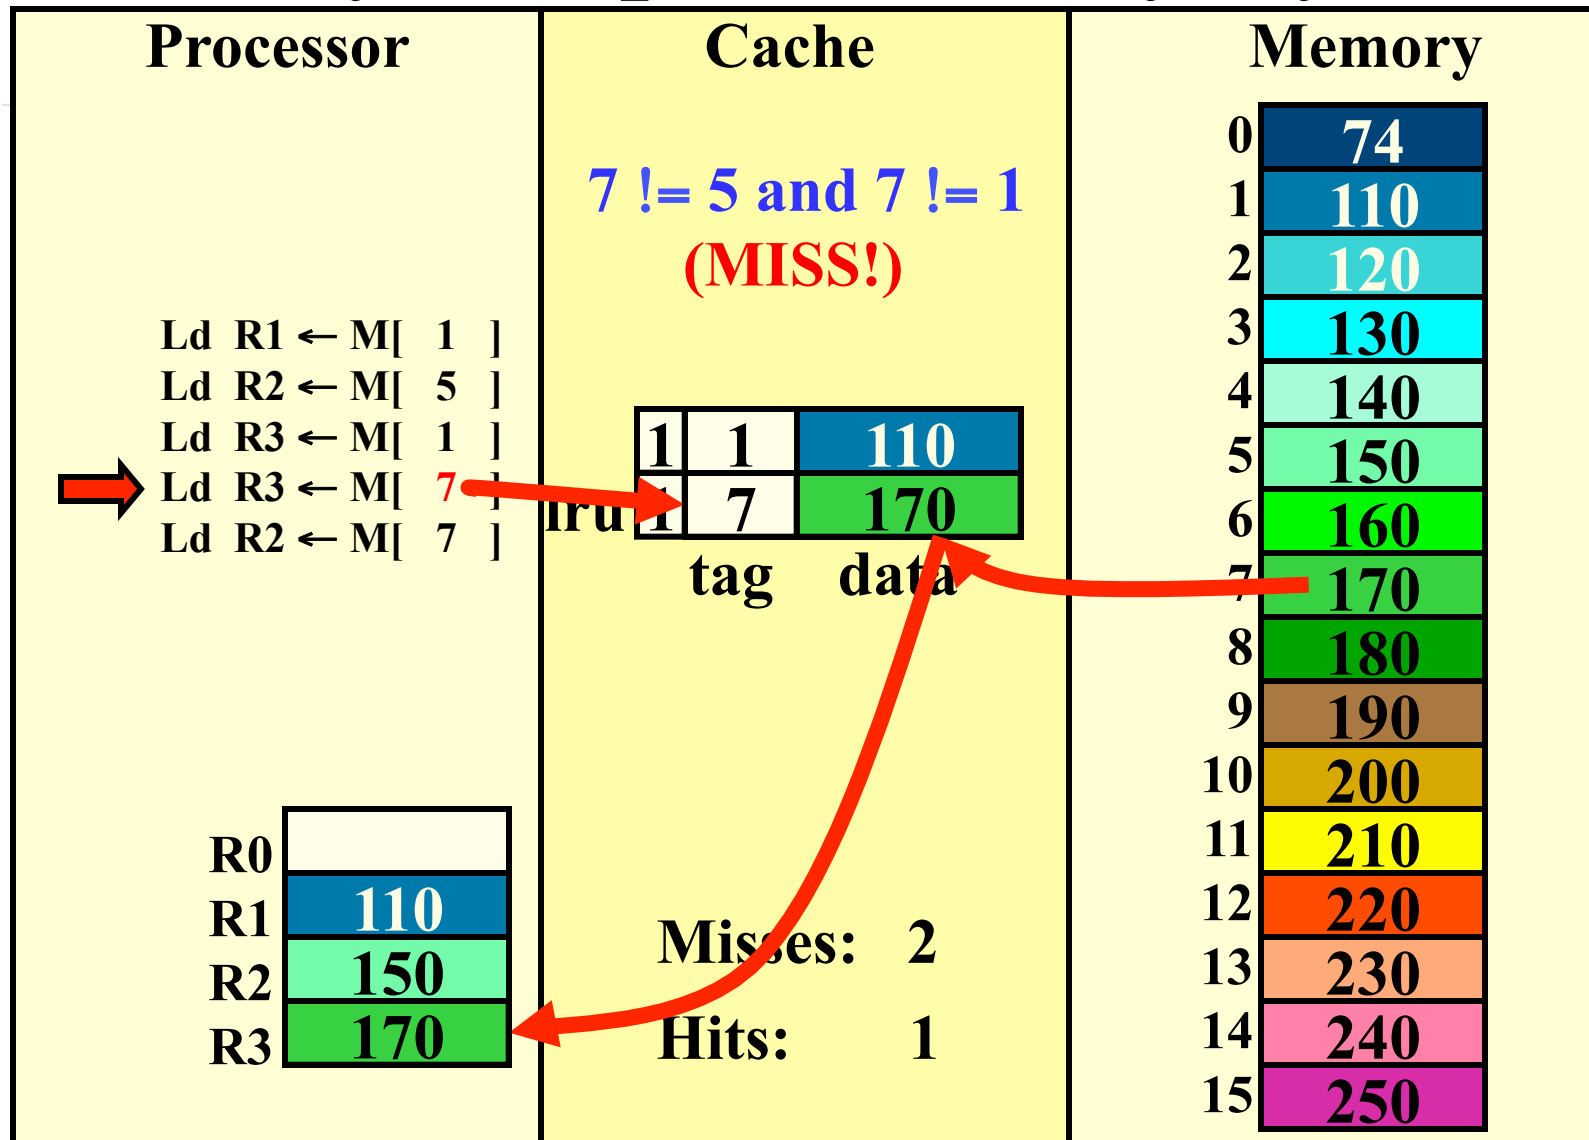 Processor
Cache
Memory
7 != 5 and 7 != 1
(MISS!)
Ld R1 ← M[ 1 ]
Ld R2 ← M[ 5 ]
Ld R3 ← M[ 1 ]
Ld R3 ← M[ 7 ]
Ld R2 ← M[ 7 ]
1 1 110
lru 1 7 170
tag data
R0
R1 110
R2 150
R3 170
Misses: 2
Hits: 1
0 74
1 110
2 120
3 130
4 140
5 150
6 160
7 170
8 180
9 190
10 200
11 210
12 220
13 230
14 240
15 250